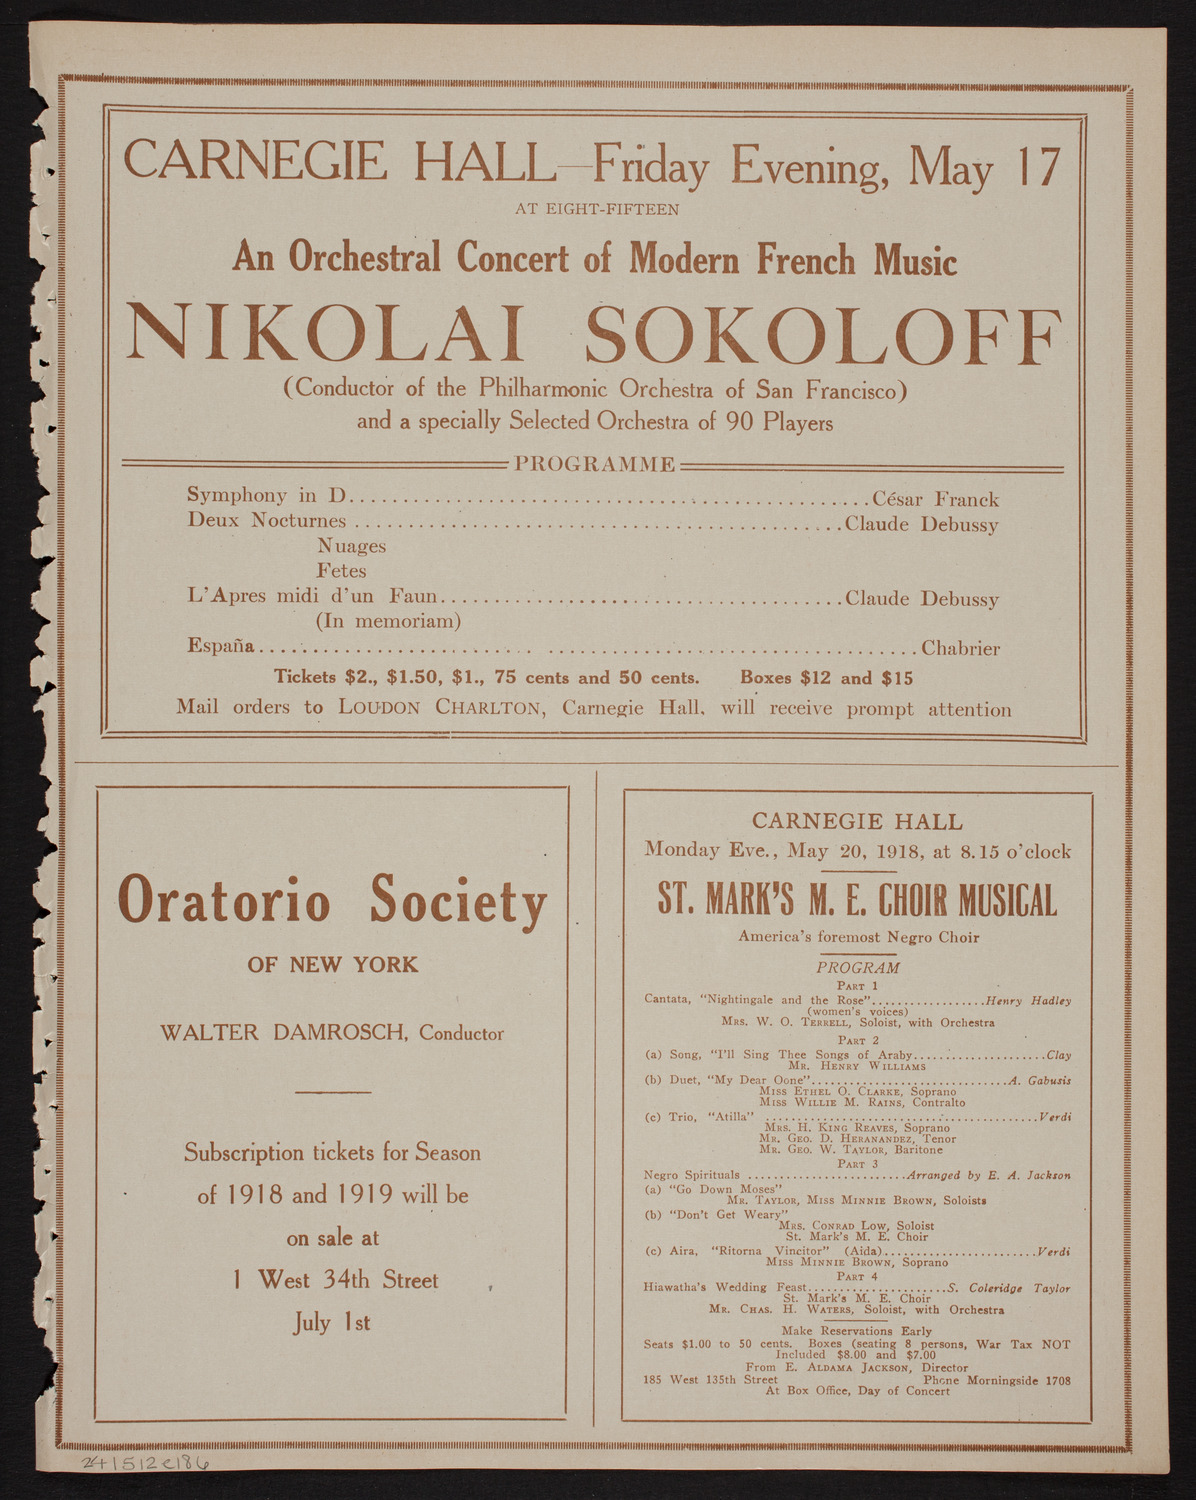 CARNEGIE HALL—Friday Evening, May 17
AT EIGHT-FIFTEEN
An Orchestral Concert of Modern French Music
NIKOLAI SOKOLOFF
(Conductor of the Philharmonic Orchestra of San Francisco)
and a specially Selected Orchestra of 90 Players
PROGRAMME
Symphony in D.................................................César Franck
Deux Nocturnes..............................................Claude Debussy
Nuages
Fetes
L'Apres midi d'un Faun......................................Claude Debussy
(In memoriam)
España..............................................................Chabrier
Tickets $2., $1.50, $1., 75 cents and 50 cents. Boxes $12 and $15
Mail orders to LOUDON CHARLTON, Carnegie Hall, will receive prompt attention
Oratorio Society
OF NEW YORK
WALTER DAMROSCH, Conductor
Subscription tickets for Season
of 1918 and 1919 will be
on sale at
1 West 34th Street
July 1st
CARNEGIE HALL
Monday Eve., May 20, 1918, at 8.15 o'clock
ST. MARK'S M. E. CHOIR MUSICAL
America's foremost Negro Choir
PROGRAM
PART 1
Cantata, "Nightingale and the Rose"..................Henry Hadley
(women's voices)
MRS. W. O. TERRELL, Soloist, with Orchestra
PART 2
(a) Song, "I'll Sing Thee Songs of Araby.....................Clay
MR. HENRY WILLIAMS
(b) Duet, "My Dear Oone"...............................A. Gabusis
MISS ETHEL O. CLARKE, Soprano
MISS WILLIE M. RAINS, Contralto
(c) Trio, "Atilla" ...........................................Verdi
MRS. H. KING REAVES, Soprano
MR. GEO. D. HERANANDEZ, Tenor
MR. GEO. W. TAYLOR, Baritone
PART 3
Negro Spirituals .........................Arranged by E. A. Jackson
(a) "Go Down Moses"
MR. TAYLOR, MISS MINNIE BROWN, Soloists
(b) "Don't Get Weary"
MRS. CONRAD LOW, Soloist
St. Mark's M. E. Choir
(c) Aira, "Ritorna Vincitor" (Aida)........................Verdi
MISS MINNIE BROWN, Soprano
PART 4
Hiawatha's Wedding Feast......................S. Coleridge Taylor
St. Mark's M. E. Choir
MR. CHAS. H. WATERS, Soloist, with Orchestra
Make Reservations Early
Seats $1.00 to 50 cents. Boxes (seating 8 persons, War Tax NOT
Included $8.00 and $7.00
From E. ALDAMA JACKSON, Director
185 West 135th Street Phone Morningside 1708
At Box Office, Day of Concert
241512e186